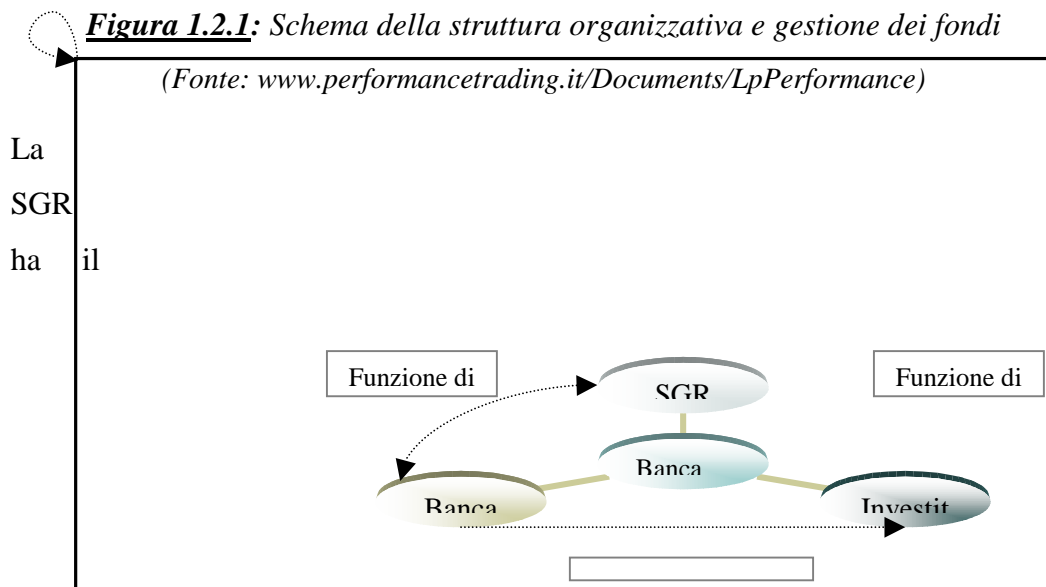 Figura 1.2.1: Schema della struttura organizzativa e gestione dei fondi
(Fonte: www.performancetrading.it/Documents/LpPerformance)
La
SGR
ha il
Funzione di
SGR
Funzione di
Banca
Banca
Investit